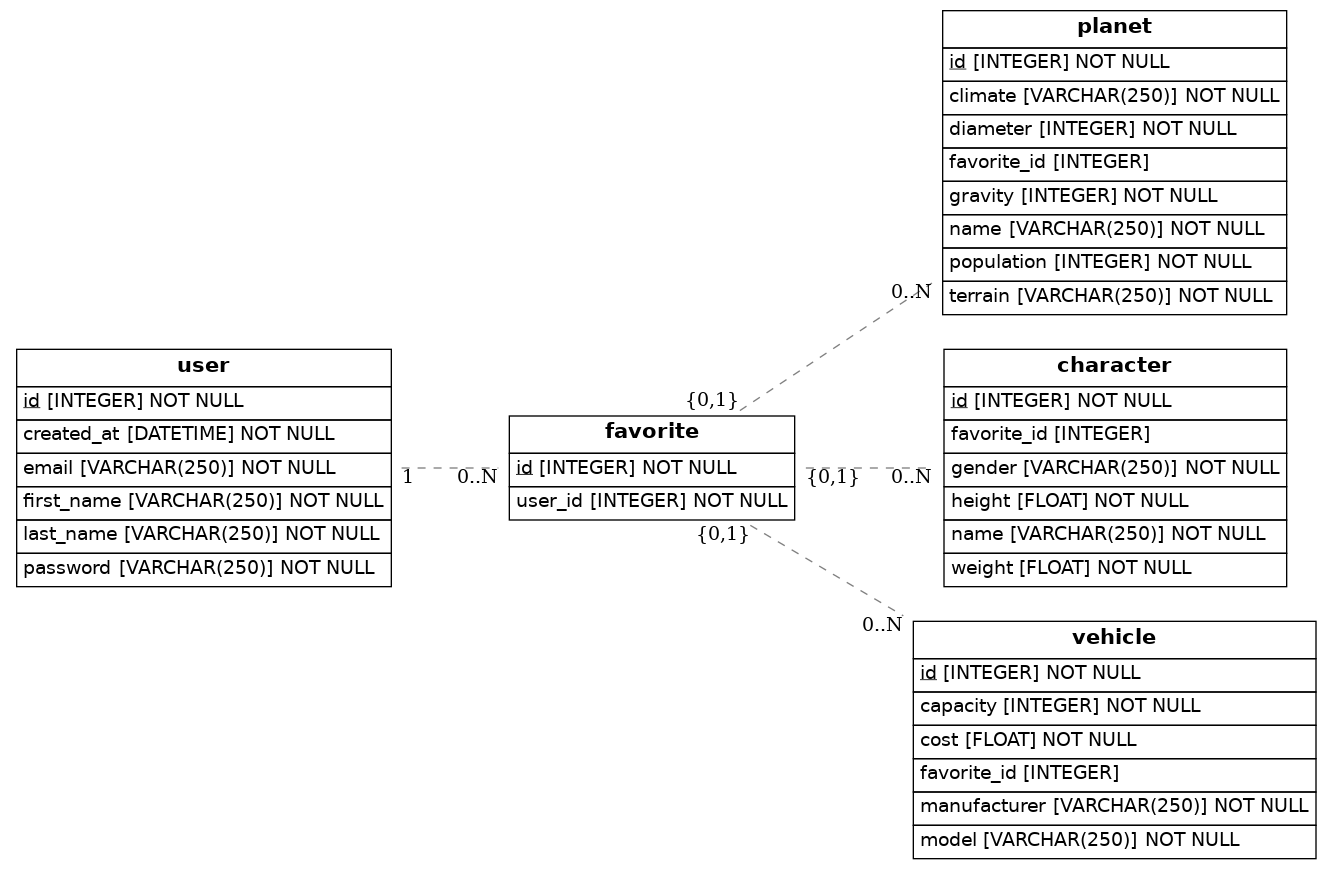 planet
id [INTEGER] NOT NULL
climate [VARCHAR(250)] NOT NULL
diameter [INTEGER] NOT NULL
favorite_id [INTEGER]
gravity [INTEGER] NOT NULL
name [VARCHAR(250)] NOT NULL
population [INTEGER] NOT NULL
terrain [VARCHAR(250)] NOT NULL
0..N
{0,1}
user
id [INTEGER] NOT NULL
created_at [DATETIME] NOT NULL
email [VARCHAR(250)] NOT NULL
first_name [VARCHAR(250)] NOT NULL
last_name [VARCHAR(250)] NOT NULL
password [VARCHAR(250)] NOT NULL
1
0..N
favorite
id [INTEGER] NOT NULL
user_id [INTEGER] NOT NULL
{0,1}
0..N
character
id [INTEGER] NOT NULL
favorite_id [INTEGER]
gender [VARCHAR(250)] NOT NULL
height [FLOAT] NOT NULL
name [VARCHAR(250)] NOT NULL
weight [FLOAT] NOT NULL
{0,1}
0..N
vehicle
id [INTEGER] NOT NULL
capacity [INTEGER] NOT NULL
cost [FLOAT] NOT NULL
favorite_id [INTEGER]
manufacturer [VARCHAR(250)] NOT NULL
model [VARCHAR(250)] NOT NULL